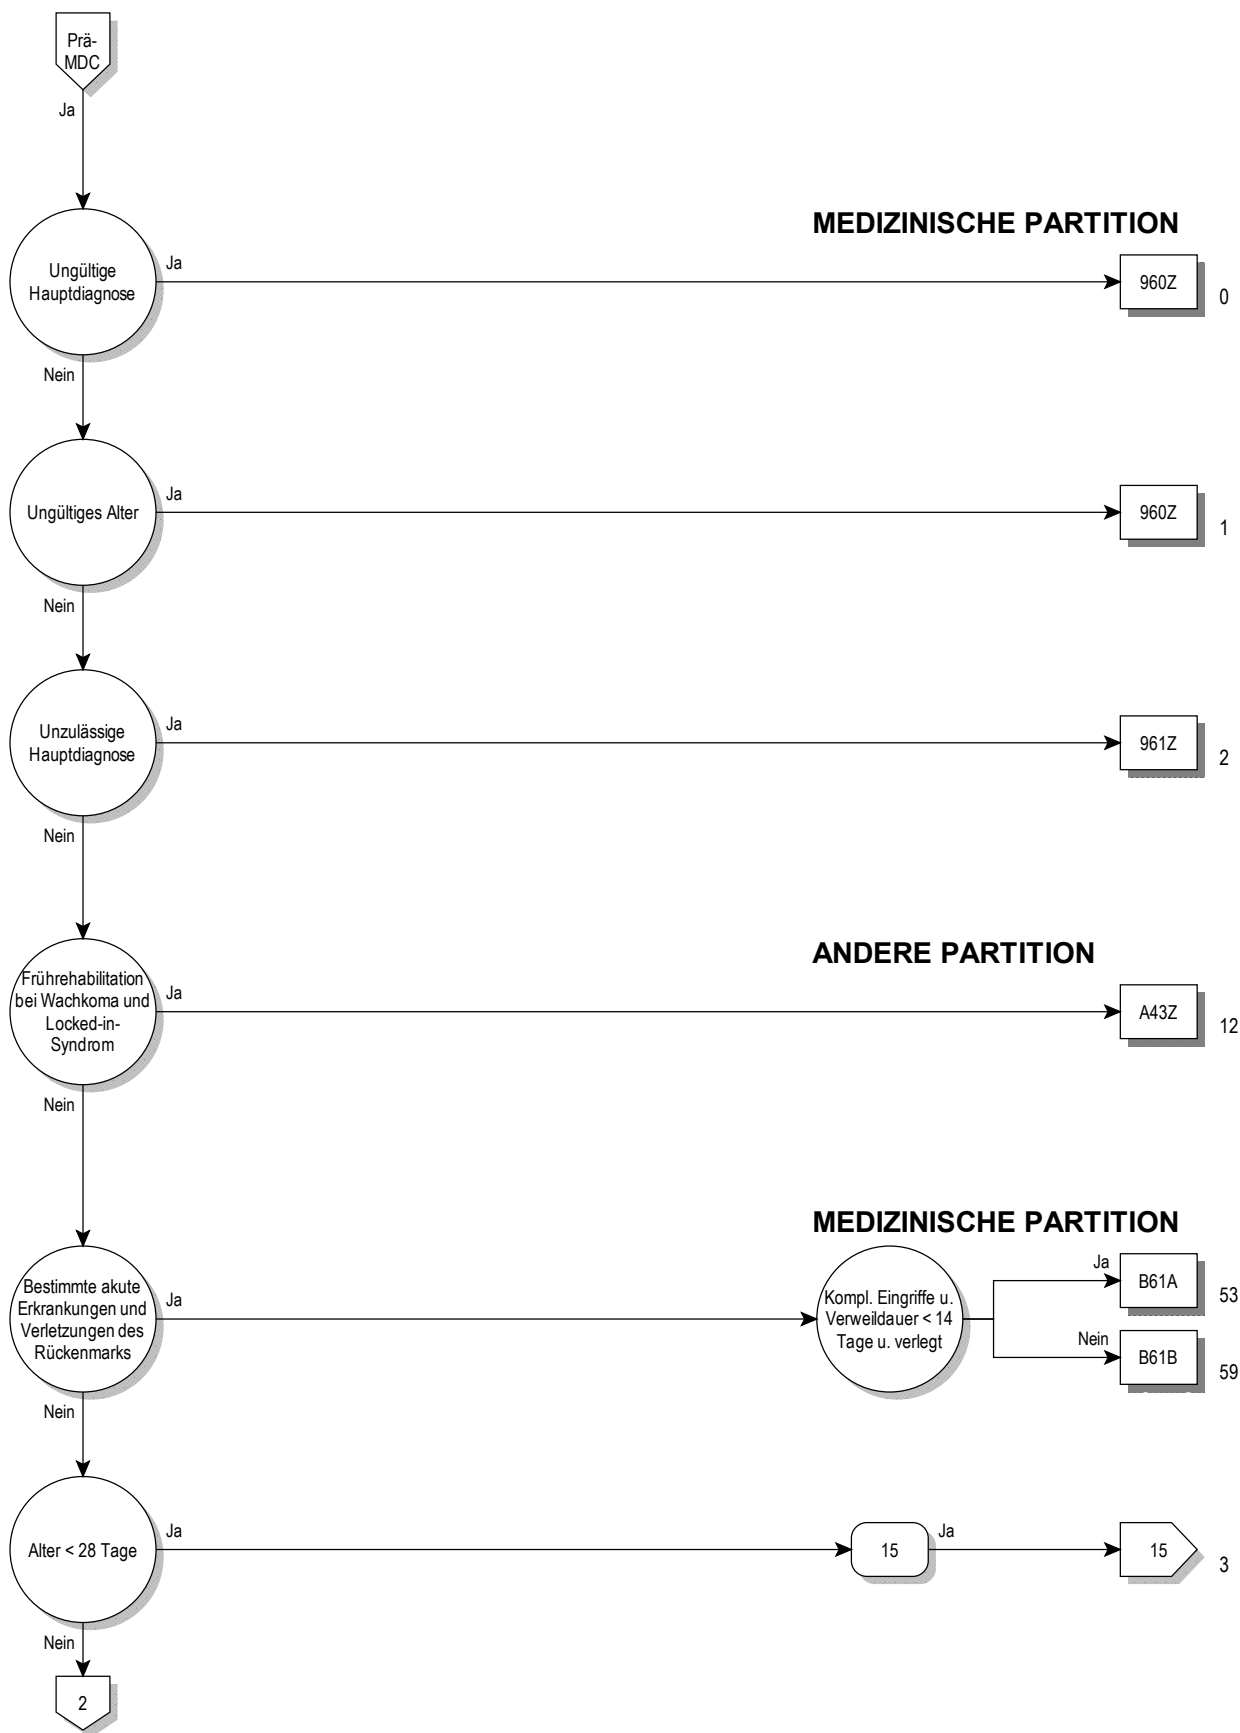 Prä-
MDC
Ja
MEDIZINISCHE PARTITION
Ungültige
Hauptdiagnose
Ja
960Z
0
Nein
Ungültiges Alter
Ja
960Z
1
Nein
Unzulässige
Hauptdiagnose
Ja
961Z
2
Nein
ANDERE PARTITION
Frührehabilitation
bei Wachkoma und
Locked-in-
Syndrom
Ja
A43Z
12
Nein
MEDIZINISCHE PARTITION
Bestimmte akute
Erkrankungen und
Verletzungen des
Rückenmarks
Ja
Kompl. Eingriffe u.
Verweildauer < 14
Tage u. verlegt
Ja
B61A
53
Nein
B61B
59
Nein
Alter < 28 Tage
Ja
15
Ja
15
3
Nein
2